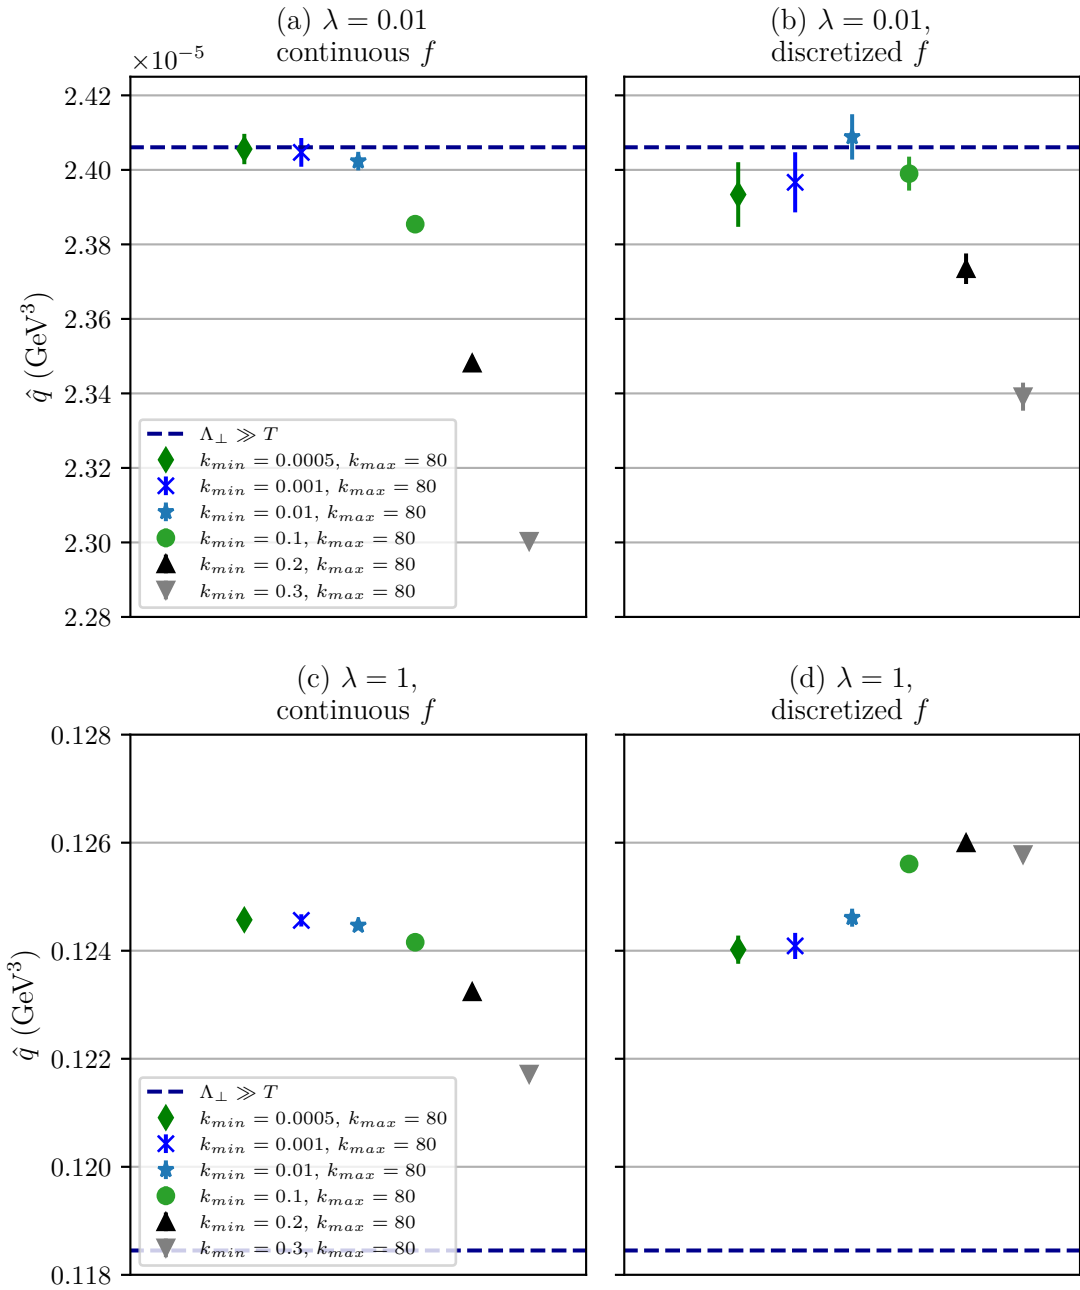 (a) λ = 0.01
continuous f
(b) λ = 0.01,
discretized f
×10⁻⁵
2.42
2.40
2.38
2.36
2.34
2.32
2.30
2.28
q̂ (GeV³)
Λ⊥ ≫ T
k_min = 0.0005, k_max = 80
k_min = 0.001, k_max = 80
k_min = 0.01, k_max = 80
k_min = 0.1, k_max = 80
k_min = 0.2, k_max = 80
k_min = 0.3, k_max = 80
(c) λ = 1,
continuous f
(d) λ = 1,
discretized f
0.128
0.126
0.124
0.122
0.120
0.118
q̂ (GeV³)
Λ⊥ ≫ T
k_min = 0.0005, k_max = 80
k_min = 0.001, k_max = 80
k_min = 0.01, k_max = 80
k_min = 0.1, k_max = 80
k_min = 0.2, k_max = 80
k_min = 0.3, k_max = 80